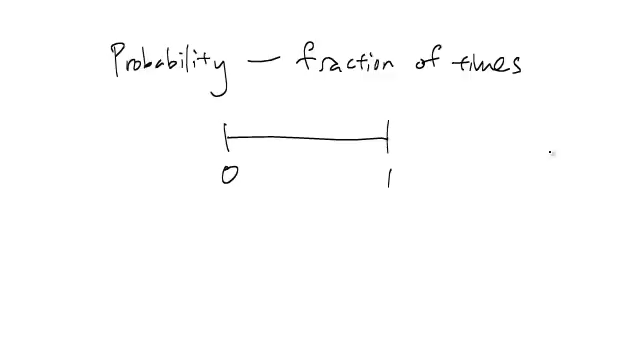 Probability — fraction of times
0 1